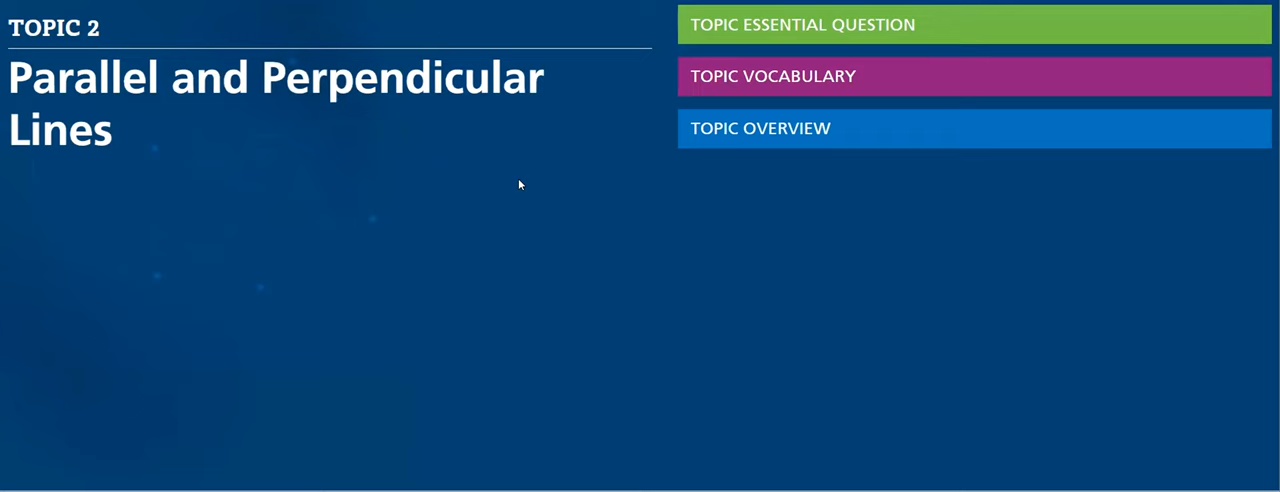 TOPIC 2
Parallel and Perpendicular
Lines
TOPIC ESSENTIAL QUESTION
TOPIC VOCABULARY
TOPIC OVERVIEW